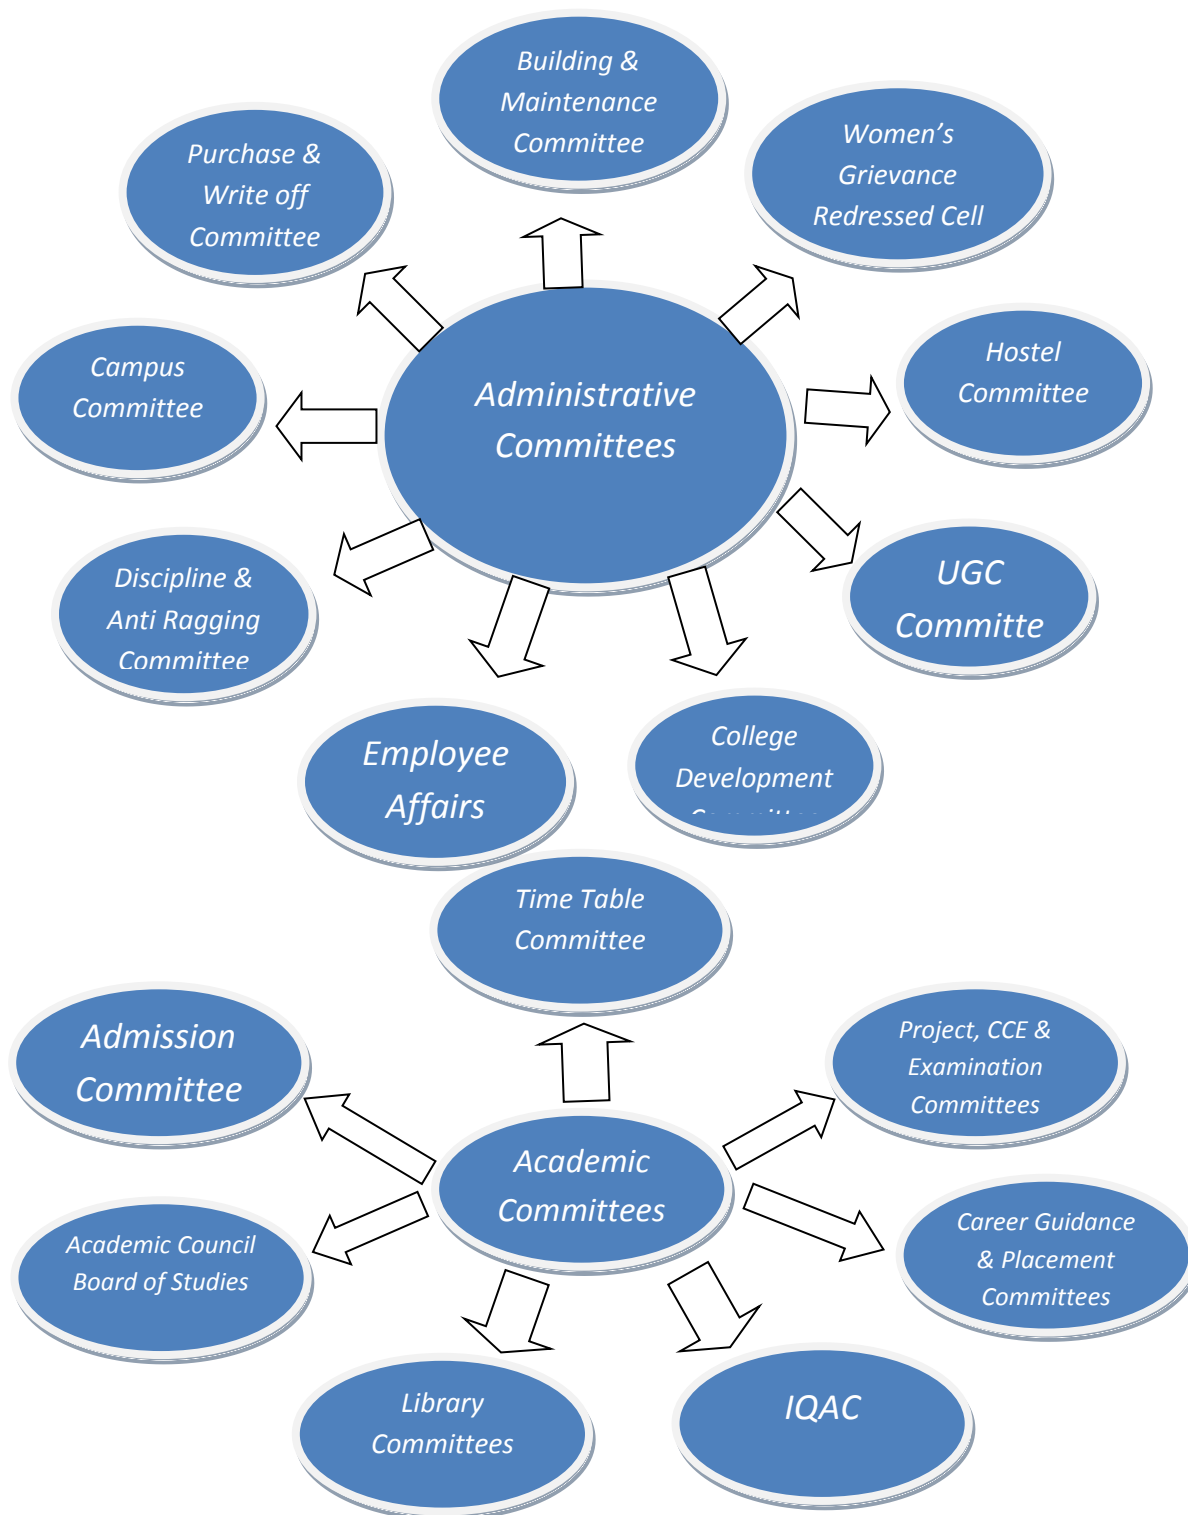 Building &
Maintenance
Committee
Purchase &
Write off
Committee
Women’s
Grievance
Redressed Cell
Campus
Committee
Administrative
Committees
Hostel
Committee
Discipline &
Anti Ragging
Committee
UGC
Committe
Employee
Affairs
College
Development
Committee
Time Table
Committee
Admission
Committee
Project, CCE &
Examination
Committees
Academic
Committees
Academic Council
Board of Studies
Career Guidance
& Placement
Committees
Library
Committees
IQAC